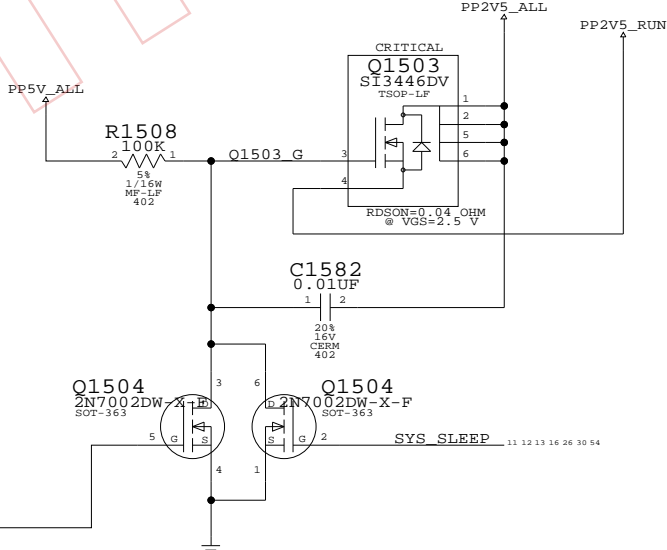 PP2V5_ALL
PP2V5_RUN
CRITICAL
Q1503
SI3446DV
TSOP-LF
PP5V_ALL
R1508
100K
2
1
5%
1/16W
MF-LF
402
Q1503_G
3
4
1
2
5
6
RDSON=0.04 OHM
@ VGS=2.5 V
C1582
0.01UF
1
2
20%
16V
CERM
402
Q1504
2N7002DW-X-F
SOT-363
3
D
5
G
S
4
Q1504
2N7002DW-X-F
SOT-363
6
D
S
G
2
1
SYS_SLEEP
11 12 13 16 26 30 54